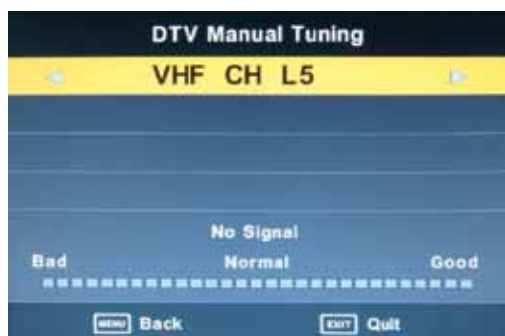 DTV Manual Tuning
VHF CH L5
No Signal
Bad Normal Good
MENU Back EXIT Quit